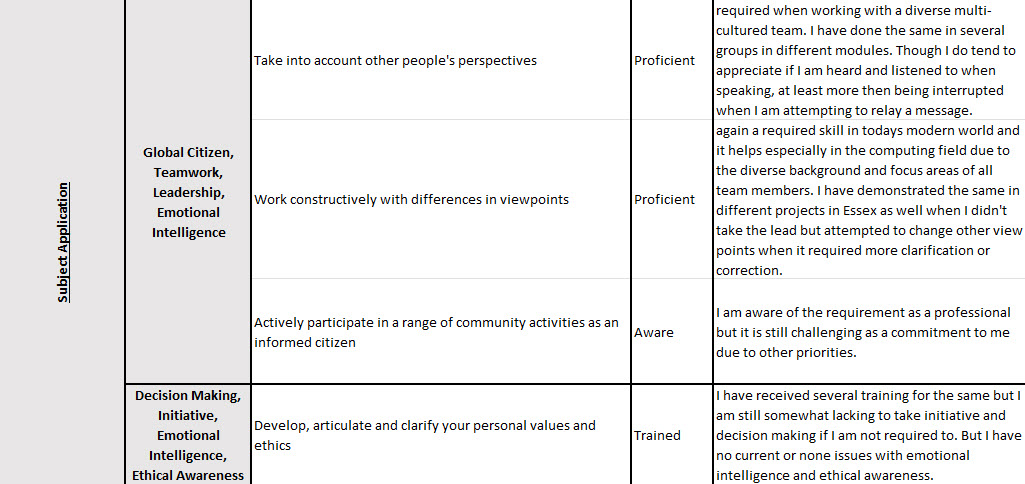 Subject Application
Global Citizen,
Teamwork,
Leadership,
Emotional
Intelligence
Take into account other people's perspectives
Proficient
required when working with a diverse multi-
cultured team. I have done the same in several
groups in different modules. Though I do tend to
appreciate if I am heard and listened to when
speaking, at least more then being interrupted
when I am attempting to relay a message.
Work constructively with differences in viewpoints
Proficient
again a required skill in todays modern world and
it helps especially in the computing field due to
the diverse background and focus areas of all
team members. I have demonstrated the same in
different projects in Essex as well when I didn't
take the lead but attempted to change other view
points when it required more clarification or
correction.
Actively participate in a range of community activities as an
informed citizen
Aware
I am aware of the requirement as a professional
but it is still challenging as a commitment to me
due to other priorities.
Decision Making,
Initiative,
Emotional
Intelligence,
Ethical Awareness
Develop, articulate and clarify your personal values and
ethics
Trained
I have received several training for the same but I
am still somewhat lacking to take initiative and
decision making if I am not required to. But I have
no current or none issues with emotional
intelligence and ethical awareness.